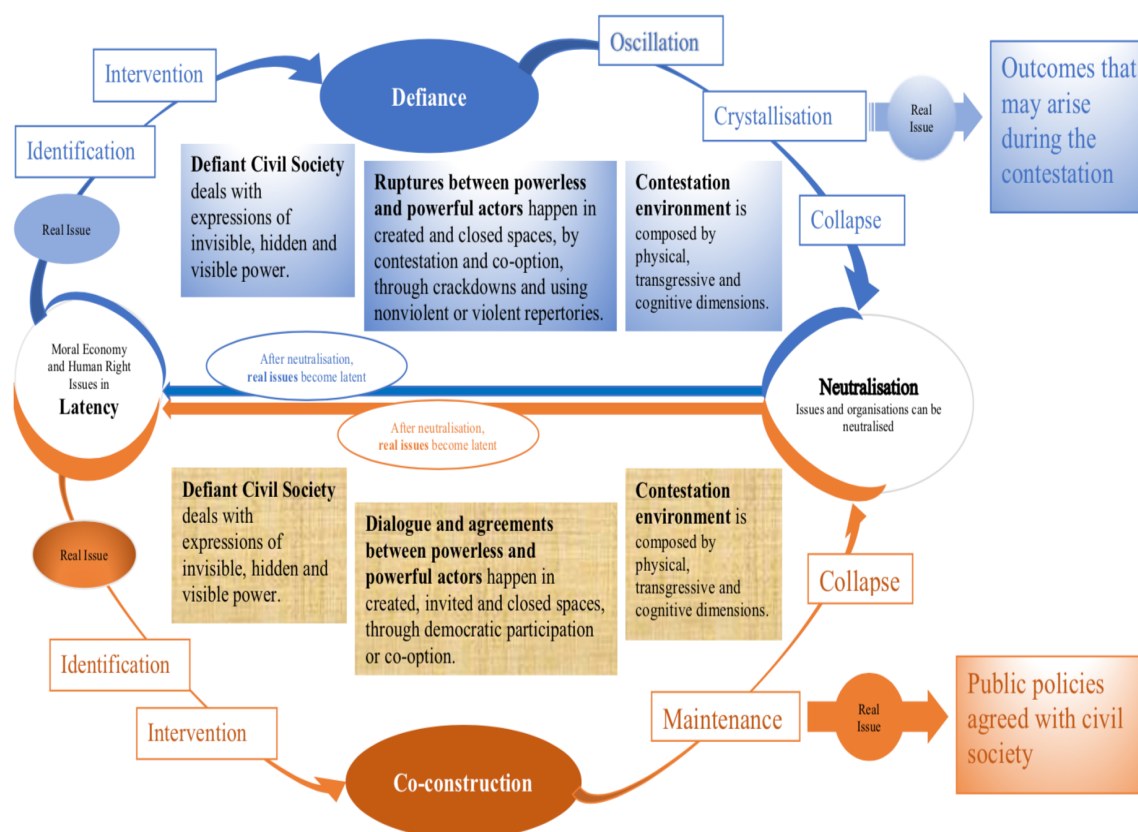 Oscillation
Intervention
Defiance
Outcomes that
may arise
during the
contestation
Real
Issue
Crystallisation
Identification
Defiant Civil Society
deals with
expressions of
invisible, hidden and
visible power.
Ruptures between powerless
and powerful actors happen in
created and closed spaces, by
contestation and co-option,
through crackdowns and using
nonviolent or violent repertories.
Contestation
environment is
composed by
physical,
transgressive and
cognitive dimensions.
Collapse
Real Issue
Moral Economy
and Human Right
Issues in
Latency
After neutralisation,
real issues become latent
Neutralisation
Issues and organisations can be
neutralised
After neutralisation,
real issues become latent
Defiant Civil Society
deals with
expressions of
invisible, hidden and
visible power.
Dialogue and agreements
between powerless and
powerful actors happen in
created, invited and closed spaces,
through democratic participation
or co-option.
Contestation
environment is
composed by
physical,
transgressive and
cognitive dimensions.
Real Issue
Collapse
Identification
Intervention
Maintenance
Real
Issue
Public policies
agreed with civil
society
Co-construction